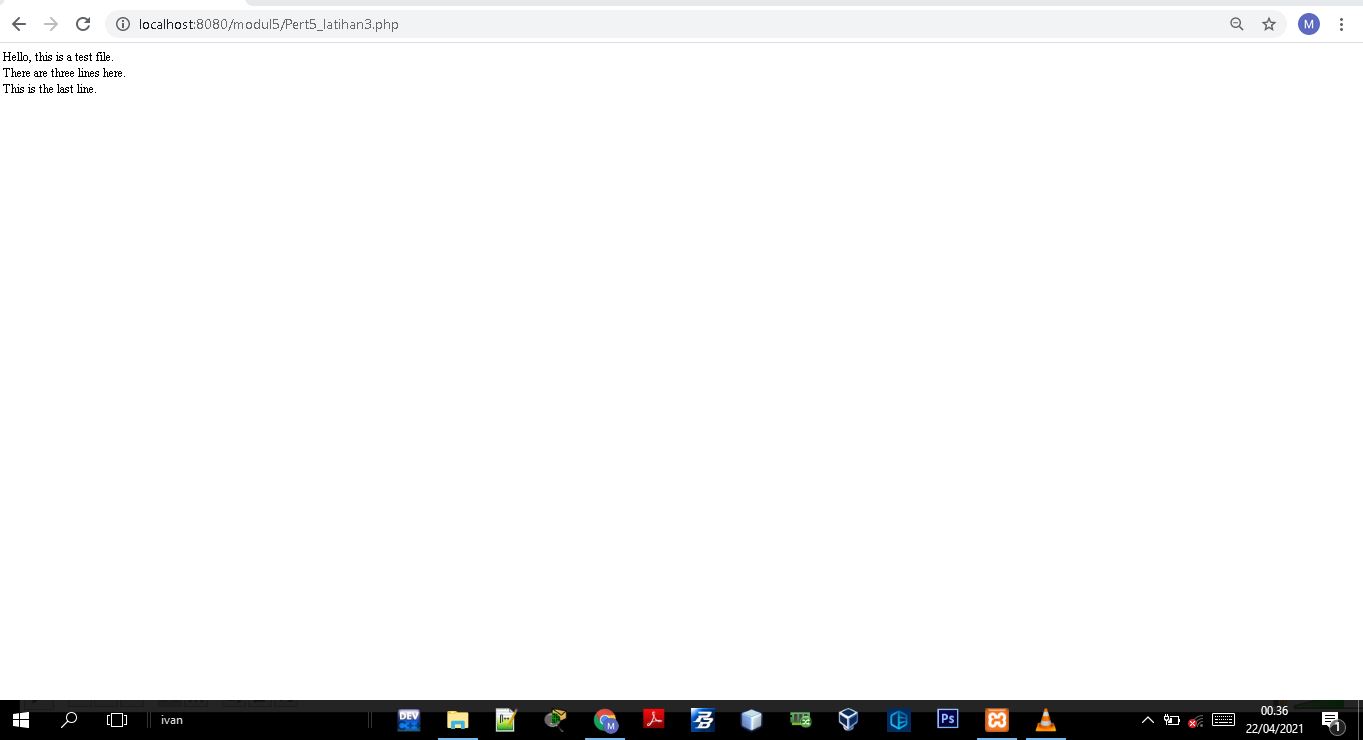 localhost:8080/modul5/Pert5_latihan3.php
M
Hello, this is a test file.
There are three lines here.
This is the last line.
ivan
DEV
M
Ps
00.36
22/04/2021
1